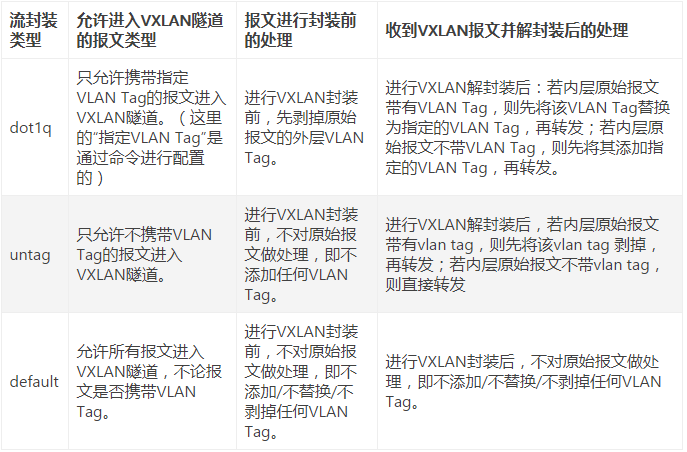 流封装类型
允许进入VXLAN隧道的报文类型
报文进行封装前的处理
收到VXLAN报文并解封装后的处理
dot1q
只允许携带指定
VLAN Tag的报文进入
VXLAN隧道。（这里
的“指定VLAN Tag”是
通过命令进行配置
的）
进行VXLAN封装
前，先剥掉原始
报文的外层VLAN
Tag。
进行VXLAN解封装后：若内层原始报文
带有VLAN Tag，则先将该VLAN Tag替换
为指定的VLAN Tag，再转发；若内层原
始报文不带VLAN Tag，则先将其添加指
定的VLAN Tag，再转发。
untag
只允许不携带VLAN
Tag的报文进入
VXLAN隧道。
进行VXLAN封装
前，不对原始报
文做处理，即不
添加任何VLAN
Tag。
进行VXLAN解封装后，若内层原始报文
带有vlan tag，则先将该vlan tag 剥掉，
再转发；若内层原始报文不带vlan tag，
则直接转发
default
允许所有报文进入
VXLAN隧道，不论报
文是否携带VLAN
Tag。
进行VXLAN封装
前，不对原始报
文做处理，即不
添加/不替换/不
剥掉任何VLAN
Tag。
进行VXLAN封装后，不对原始报文做处
理，即不添加/不替换/不剥掉任何VLAN
Tag。